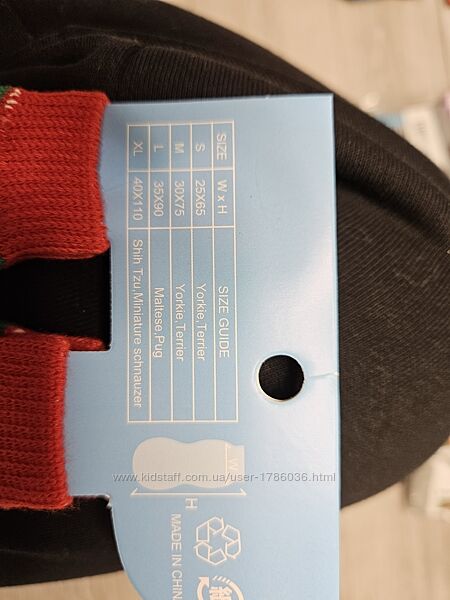 SIZE W x H SIZE GUIDE
S 25X65 Yorkie,Terrier
M 30X75 Yorkie,Terrier
L 35X90 Maltese,Pug
XL 40X110 Shih Tzu,Miniature schnauzer
W
H
MADE IN CHINA
www.kidstaff.com.ua/user-1786036.html